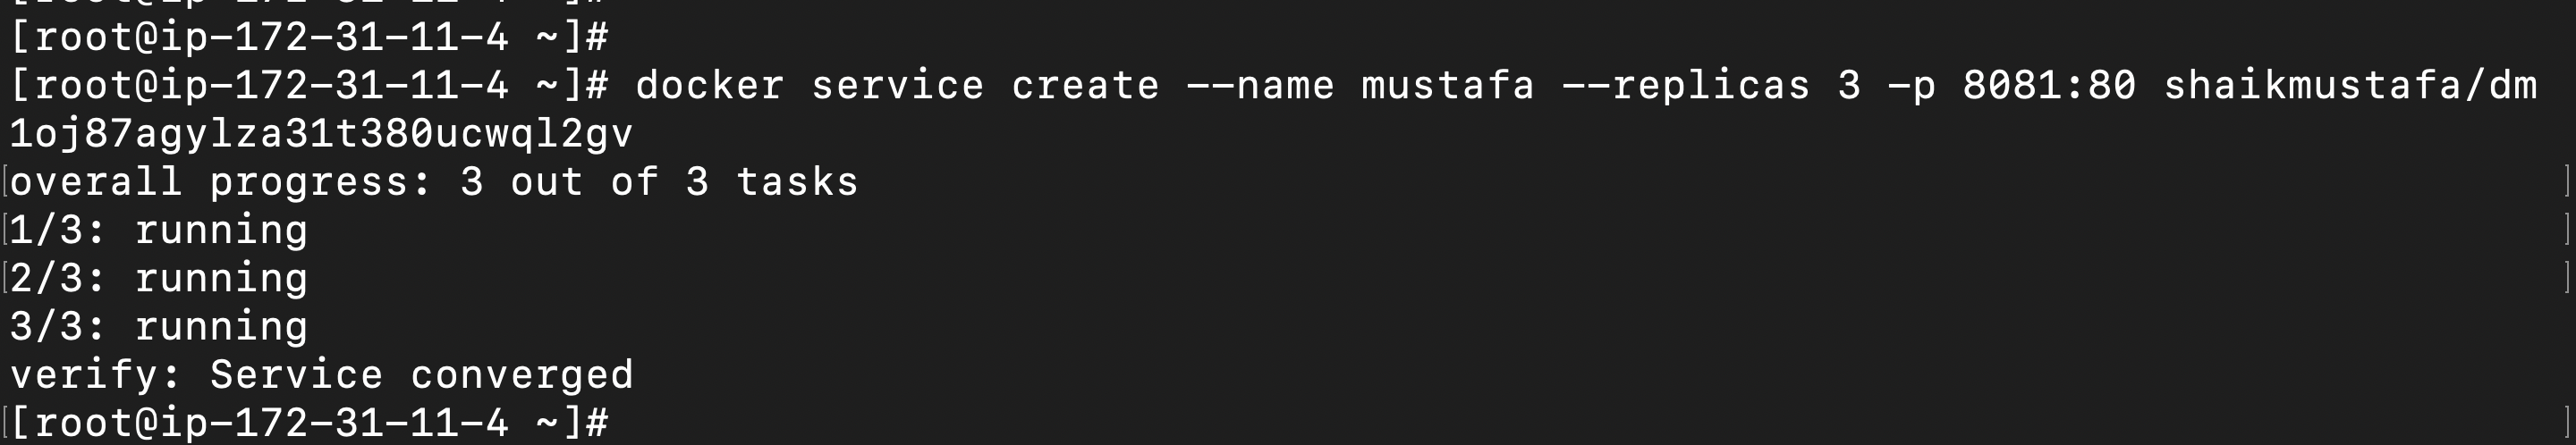 [root@ip-172-31-11-4 ~]#
[root@ip-172-31-11-4 ~]# docker service create --name mustafa --replicas 3 -p 8081:80 shaikmustafa/dm
1oj87agylza31t380ucwql2gv
overall progress: 3 out of 3 tasks
1/3: running
2/3: running
3/3: running
verify: Service converged
[root@ip-172-31-11-4 ~]#